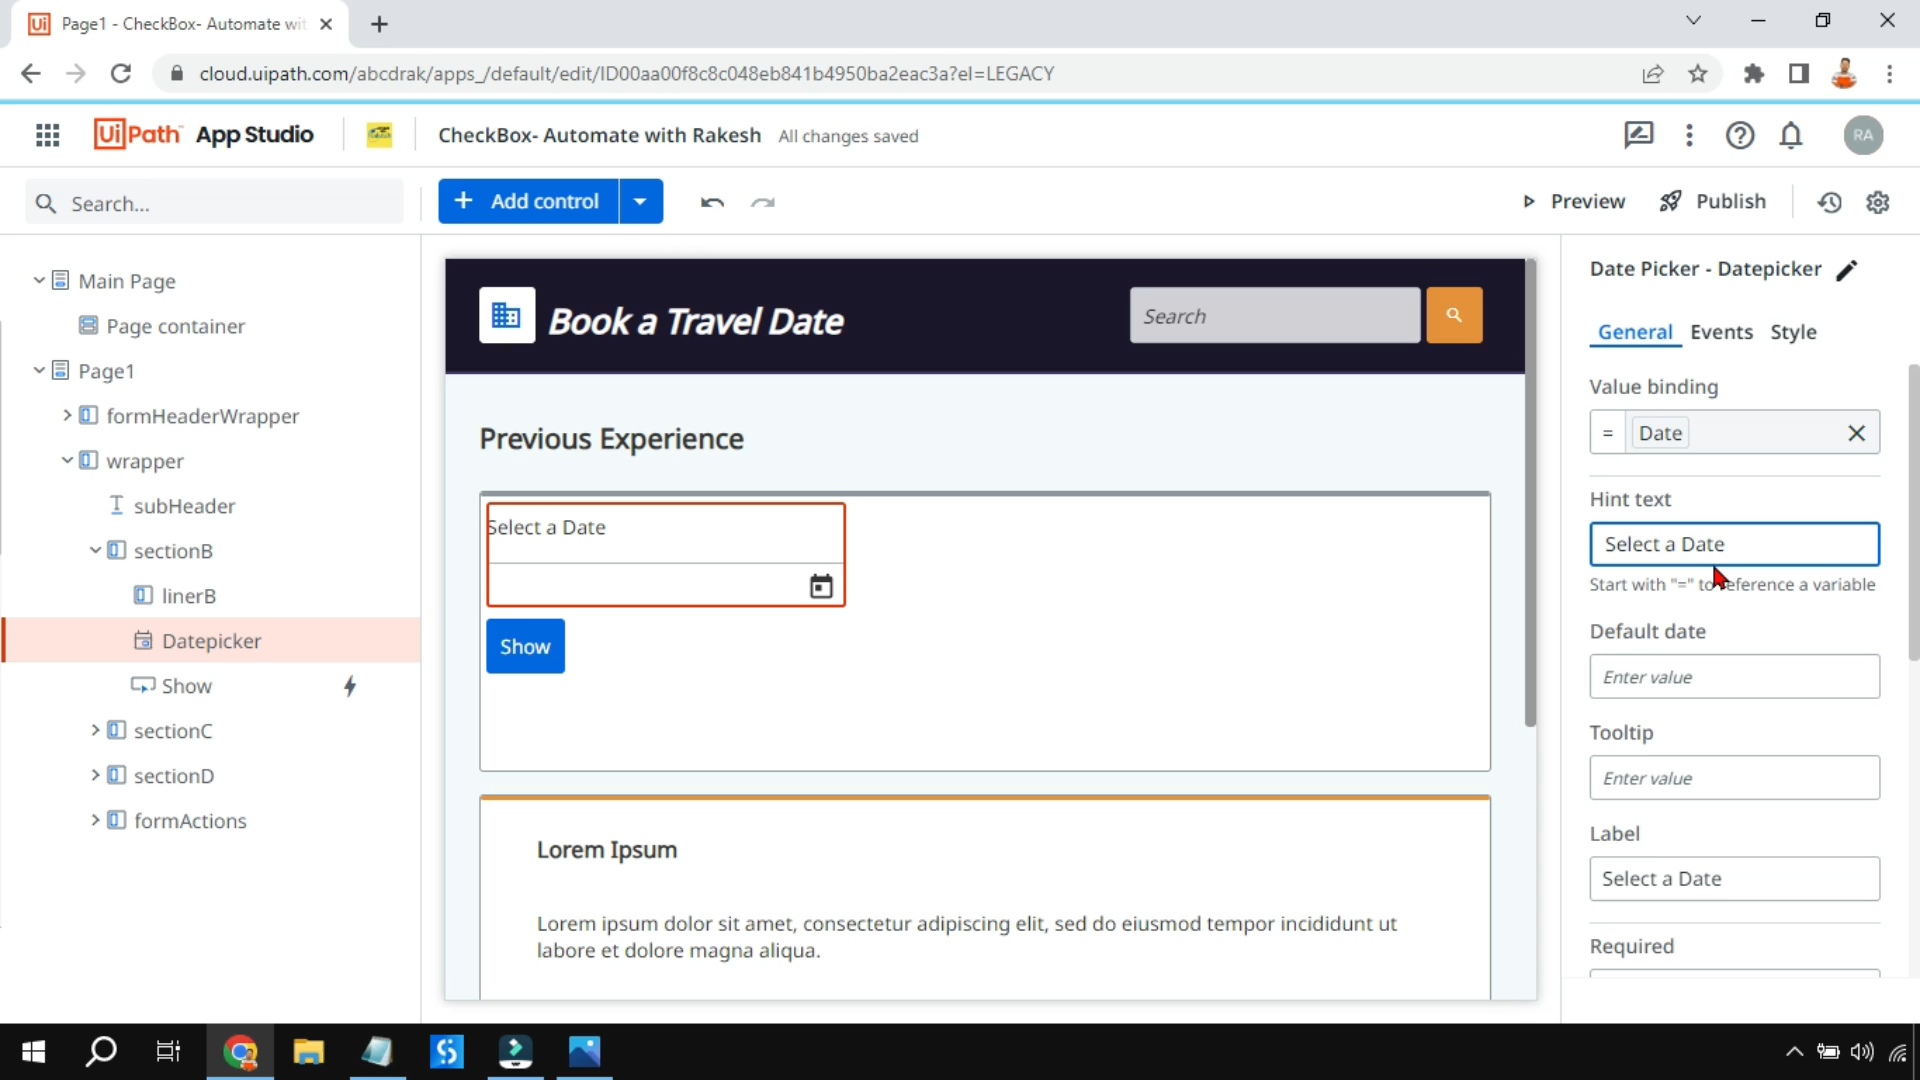 Page1 - CheckBox- Automate wit
cloud.uipath.com/abcdrak/apps_/default/edit/ID00aa00f8c8c048eb841b4950ba2eac3a?el=LEGACY
UiPath App Studio
CheckBox- Automate with Rakesh All changes saved
RA
Search...
+ Add control
Preview
Publish
Main Page
Page container
Page1
formHeaderWrapper
wrapper
subHeader
sectionB
linerB
Datepicker
Show
sectionC
sectionD
formActions
Book a Travel Date
Search
Previous Experience
Select a Date
Show
Lorem Ipsum
Lorem ipsum dolor sit amet, consectetur adipiscing elit, sed do eiusmod tempor incididunt ut
labore et dolore magna aliqua.
Date Picker - Datepicker
General Events Style
Value binding
= Date
Hint text
Select a Date
Start with "=" to reference a variable
Default date
Enter value
Tooltip
Enter value
Label
Select a Date
Required